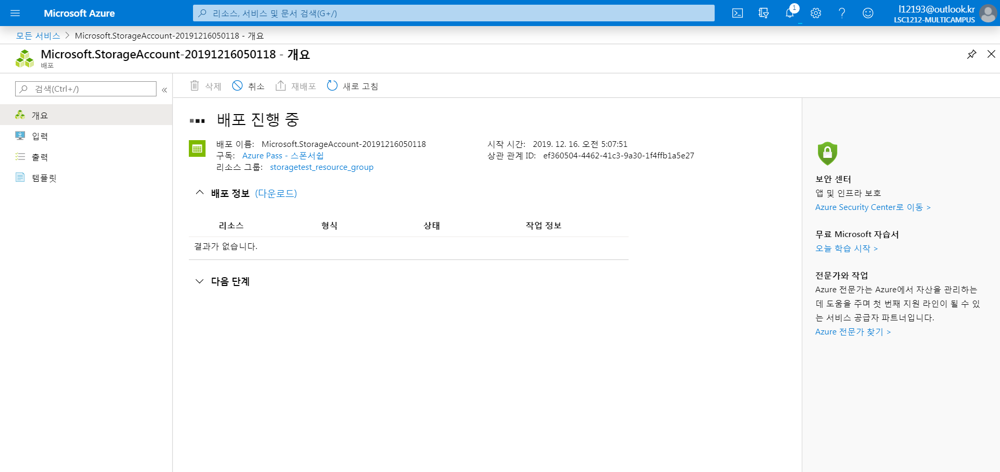 Microsoft Azure
리소스, 서비스 및 문서 검색(G+/)
1
l12193@outlook.kr
LSC1212-MULTICAMPUS
모든 서비스 > Microsoft.StorageAccount-20191216050118 - 개요
Microsoft.StorageAccount-20191216050118 - 개요
배포
검색(Ctrl+/)
«
개요
입력
출력
템플릿
삭제 취소 재배포 새로 고침
배포 진행 중
배포 이름: Microsoft.StorageAccount-20191216050118
구독: Azure Pass - 스폰서쉽
리소스 그룹: storagetest_resource_group
시작 시간: 2019. 12. 16. 오전 5:07:51
상관 관계 ID: ef360504-4462-41c3-9a30-1f4ffb1a5e27
배포 정보 (다운로드)
리소스 형식 상태 작업 정보
결과가 없습니다.
다음 단계
보안 센터
앱 및 인프라 보호
Azure Security Center로 이동 >
무료 Microsoft 자습서
오늘 학습 시작 >
전문가와 작업
Azure 전문가는 Azure에서 자산을 관리하는
데 도움을 주며 첫 번째 지원 라인이 될 수 있
는 서비스 공급자 파트너입니다.
Azure 전문가 찾기 >